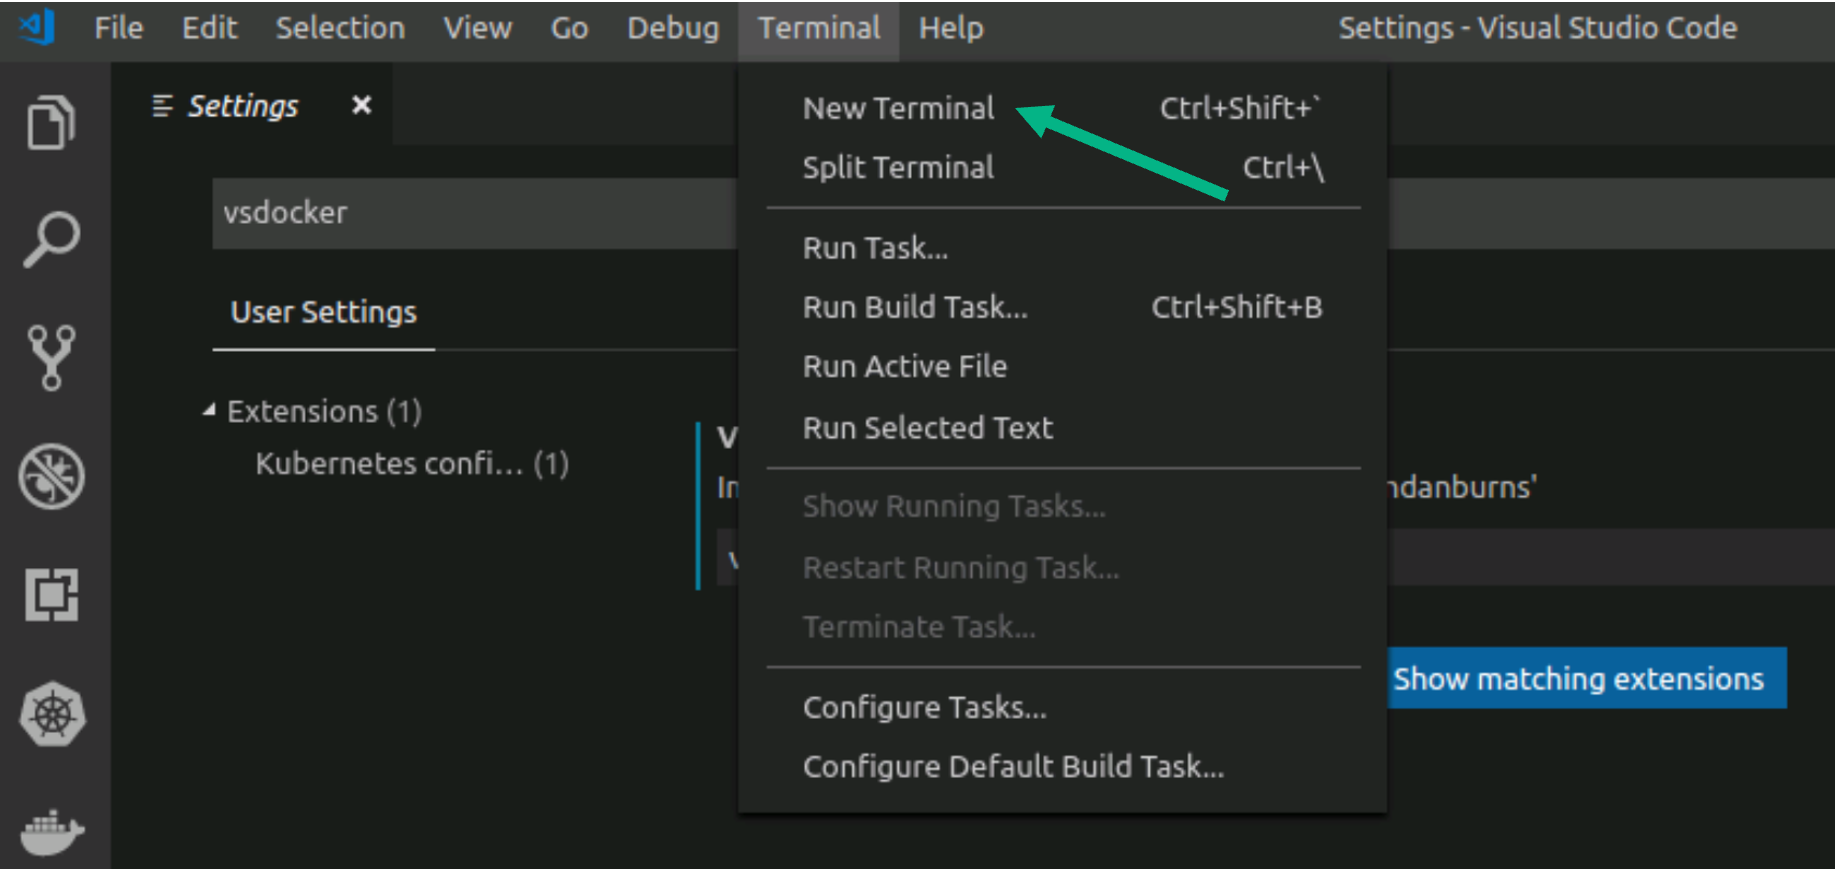 File Edit Selection View Go Debug Terminal Help Settings - Visual Studio Code
Settings
New Terminal Ctrl+Shift+`
Split Terminal Ctrl+\
vsdocker
Run Task...
User Settings
Run Build Task... Ctrl+Shift+B
Run Active File
Extensions (1)
Run Selected Text
Kubernetes confi... (1)
ndanburns'
Show Running Tasks...
Restart Running Task...
Terminate Task...
Show matching extensions
Configure Tasks...
Configure Default Build Task...